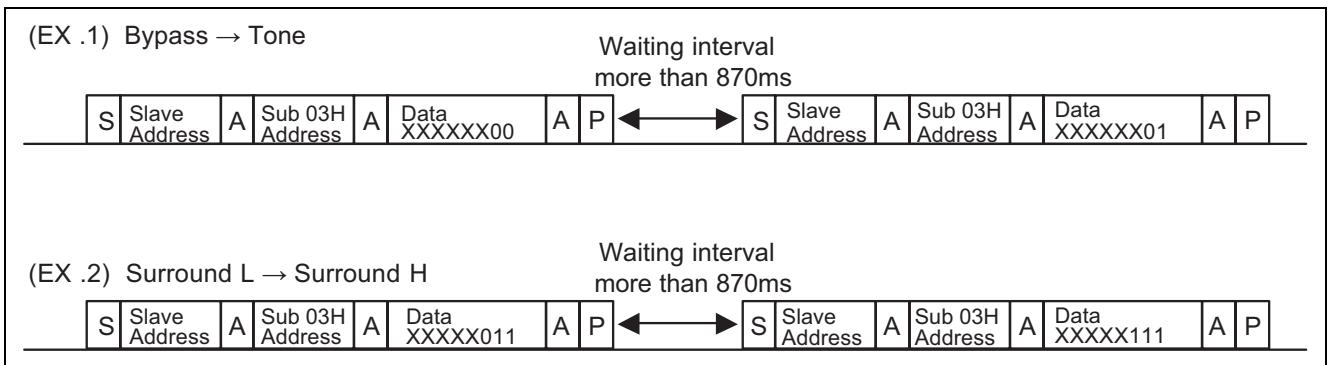 (EX .1) Bypass → Tone
Waiting interval
more than 870ms
S Slave Address A Sub 03H Address A Data XXXXXX00 A P S Slave Address A Sub 03H Address A Data XXXXXX01 A P
(EX .2) Surround L → Surround H
Waiting interval
more than 870ms
S Slave Address A Sub 03H Address A Data XXXXX011 A P S Slave Address A Sub 03H Address A Data XXXXX111 A P